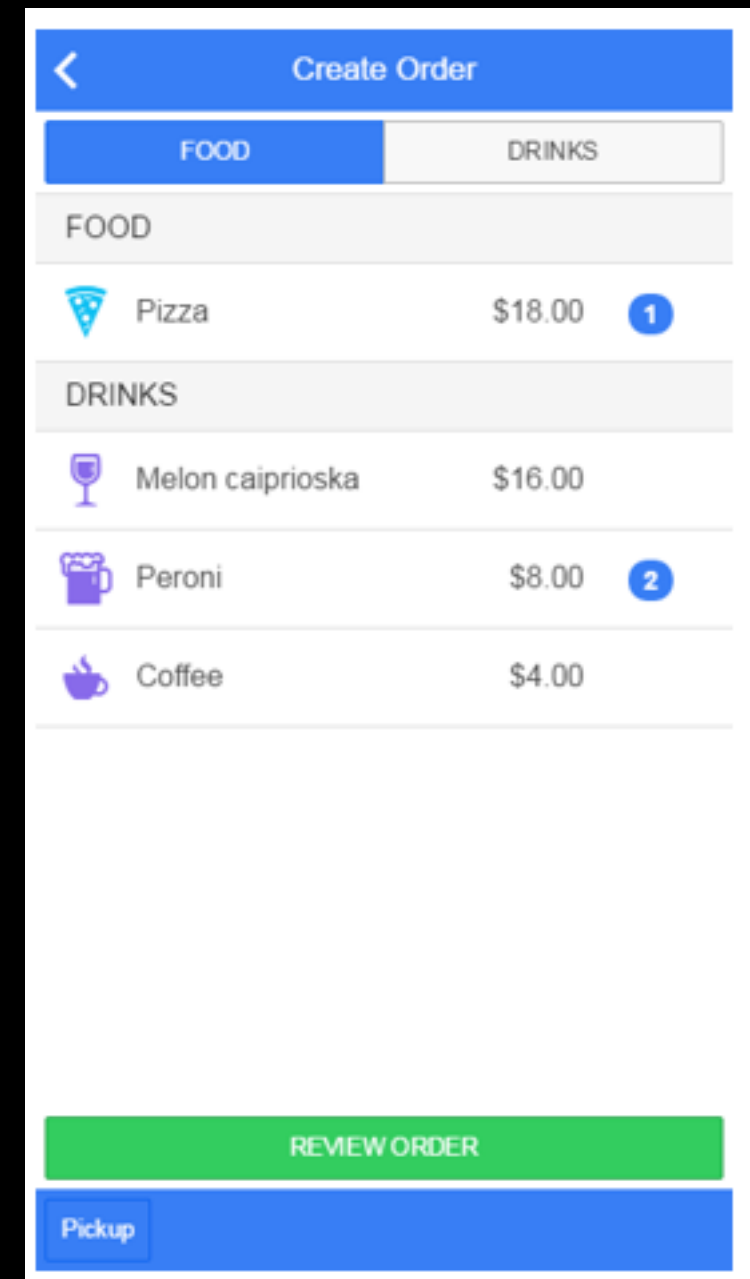 Create Order
FOOD DRINKS
FOOD
Pizza $18.00 1
DRINKS
Melon caiprioska $16.00
Peroni $8.00 2
Coffee $4.00
REVIEW ORDER
Pickup